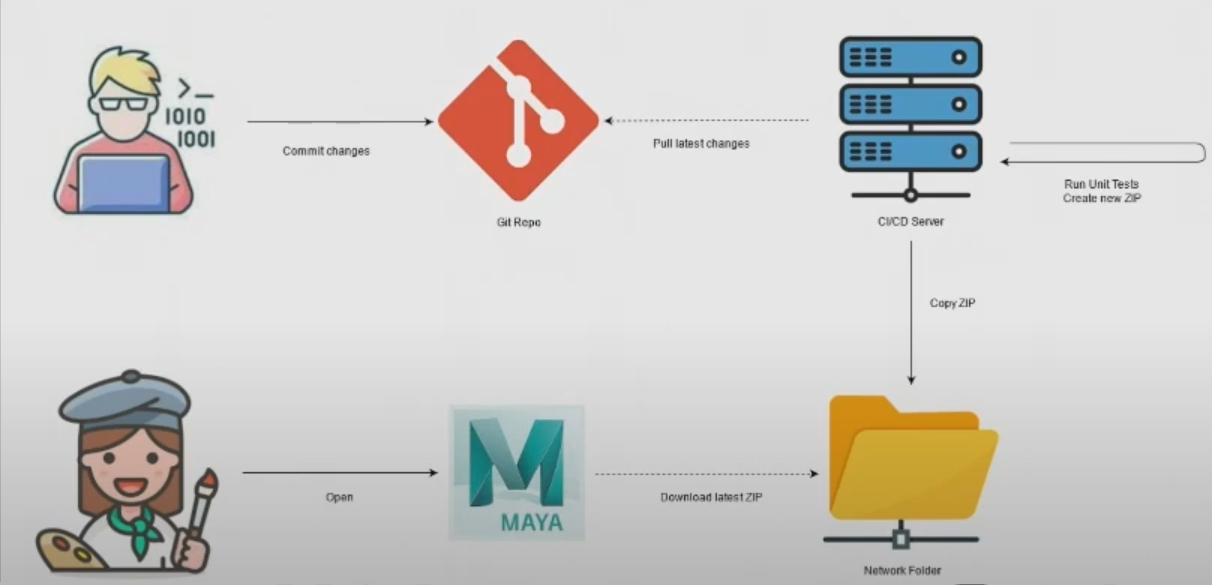 >_
1010
1001
Commit changes
Pull latest changes
Run Unit Tests
Create new ZIP
Git Repo
CI/CD Server
Copy ZIP
MAYA
Open
Download latest ZIP
Network Folder